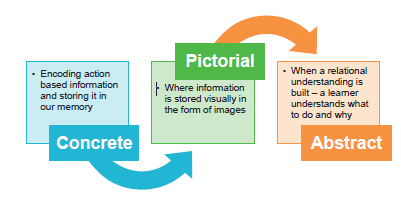 • Encoding action
based information
and storing it in
our memory
Concrete
Pictorial
• Where information
is stored visually in
the form of images
• When a relational
understanding is
built – a learner
understands what
to do and why
Abstract